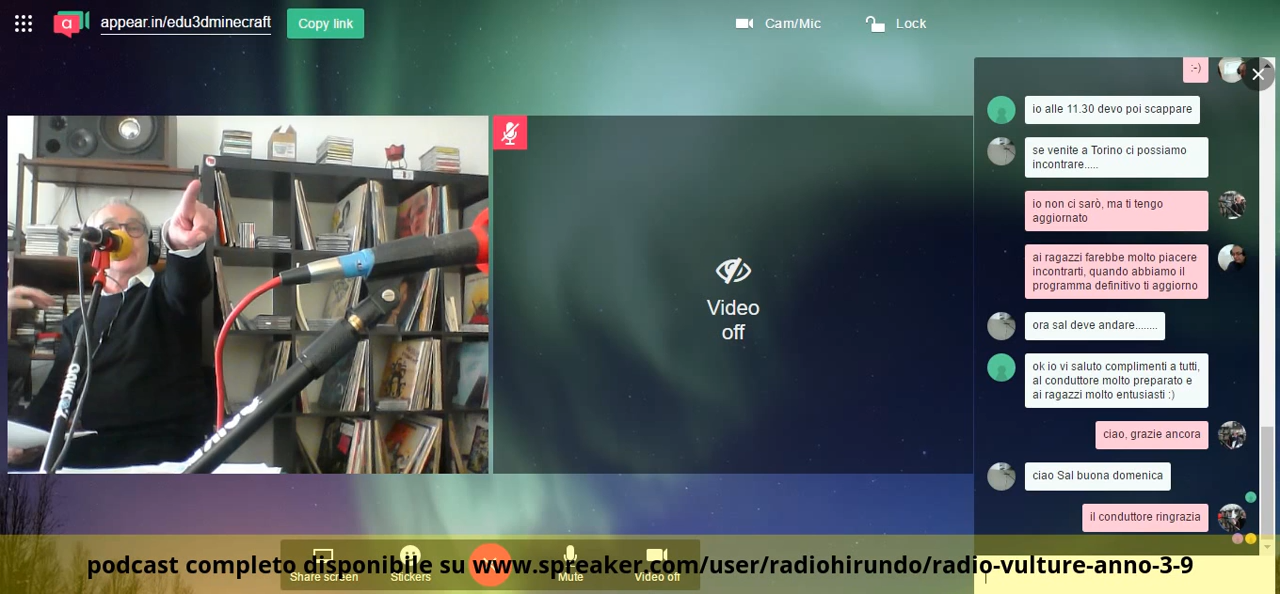 appear.in/edu3dminecraft
Copy link
Cam/Mic
Lock
:-)
io alle 11.30 devo poi scappare
se venite a Torino ci possiamo
incontrare.....
io non ci sarò, ma ti tengo
aggiornato
ai ragazzi farebbe molto piacere
incontrarti, quando abbiamo il
programma definitivo ti aggiorno
ora sal deve andare........
ok io vi saluto complimenti a tutti,
al conduttore molto preparato e
ai ragazzi molto entusiasti :)
ciao, grazie ancora
ciao Sal buona domenica
il conduttore ringrazia
Video
off
Share screen
Stickers
Mute
Video off
podcast completo disponibile su www.spreaker.com/user/radiohirundo/radio-vulture-anno-3-9